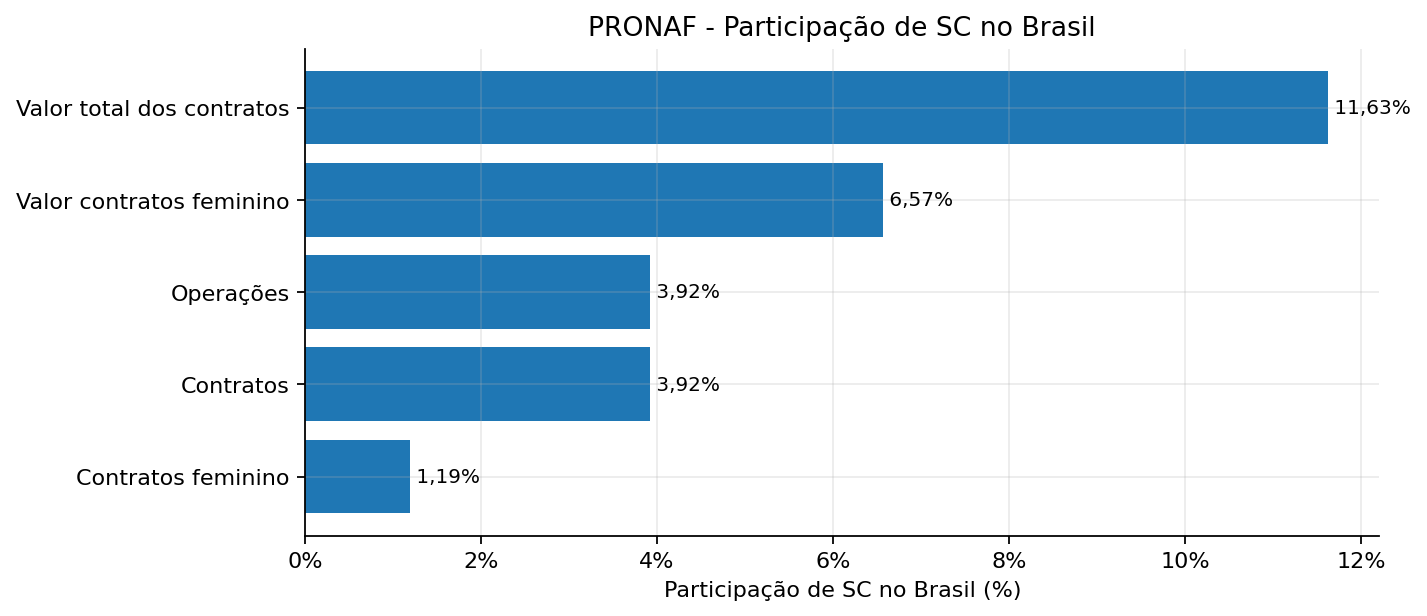 PRONAF - Participação de SC no Brasil
Valor total dos contratos
11,63%
Valor contratos feminino
6,57%
Operações
3,92%
Contratos
3,92%
Contratos feminino
1,19%
0%
2%
4%
6%
8%
10%
12%
Participação de SC no Brasil (%)